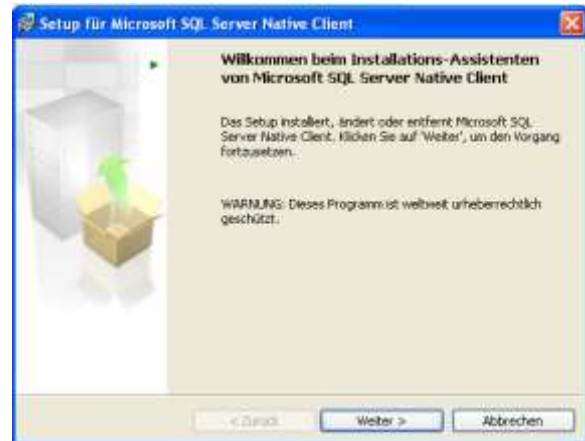 Setup für Microsoft SQL Server Native Client
Willkommen beim Installations-Assistenten
von Microsoft SQL Server Native Client
Das Setup installiert, ändert oder entfernt Microsoft SQL
Server Native Client. Klicken Sie auf 'Weiter', um den Vorgang
fortzusetzen.
WARNUNG: Dieses Programm ist weltweit urheberrechtlich
geschützt.
< Zurück
Weiter >
Abbrechen